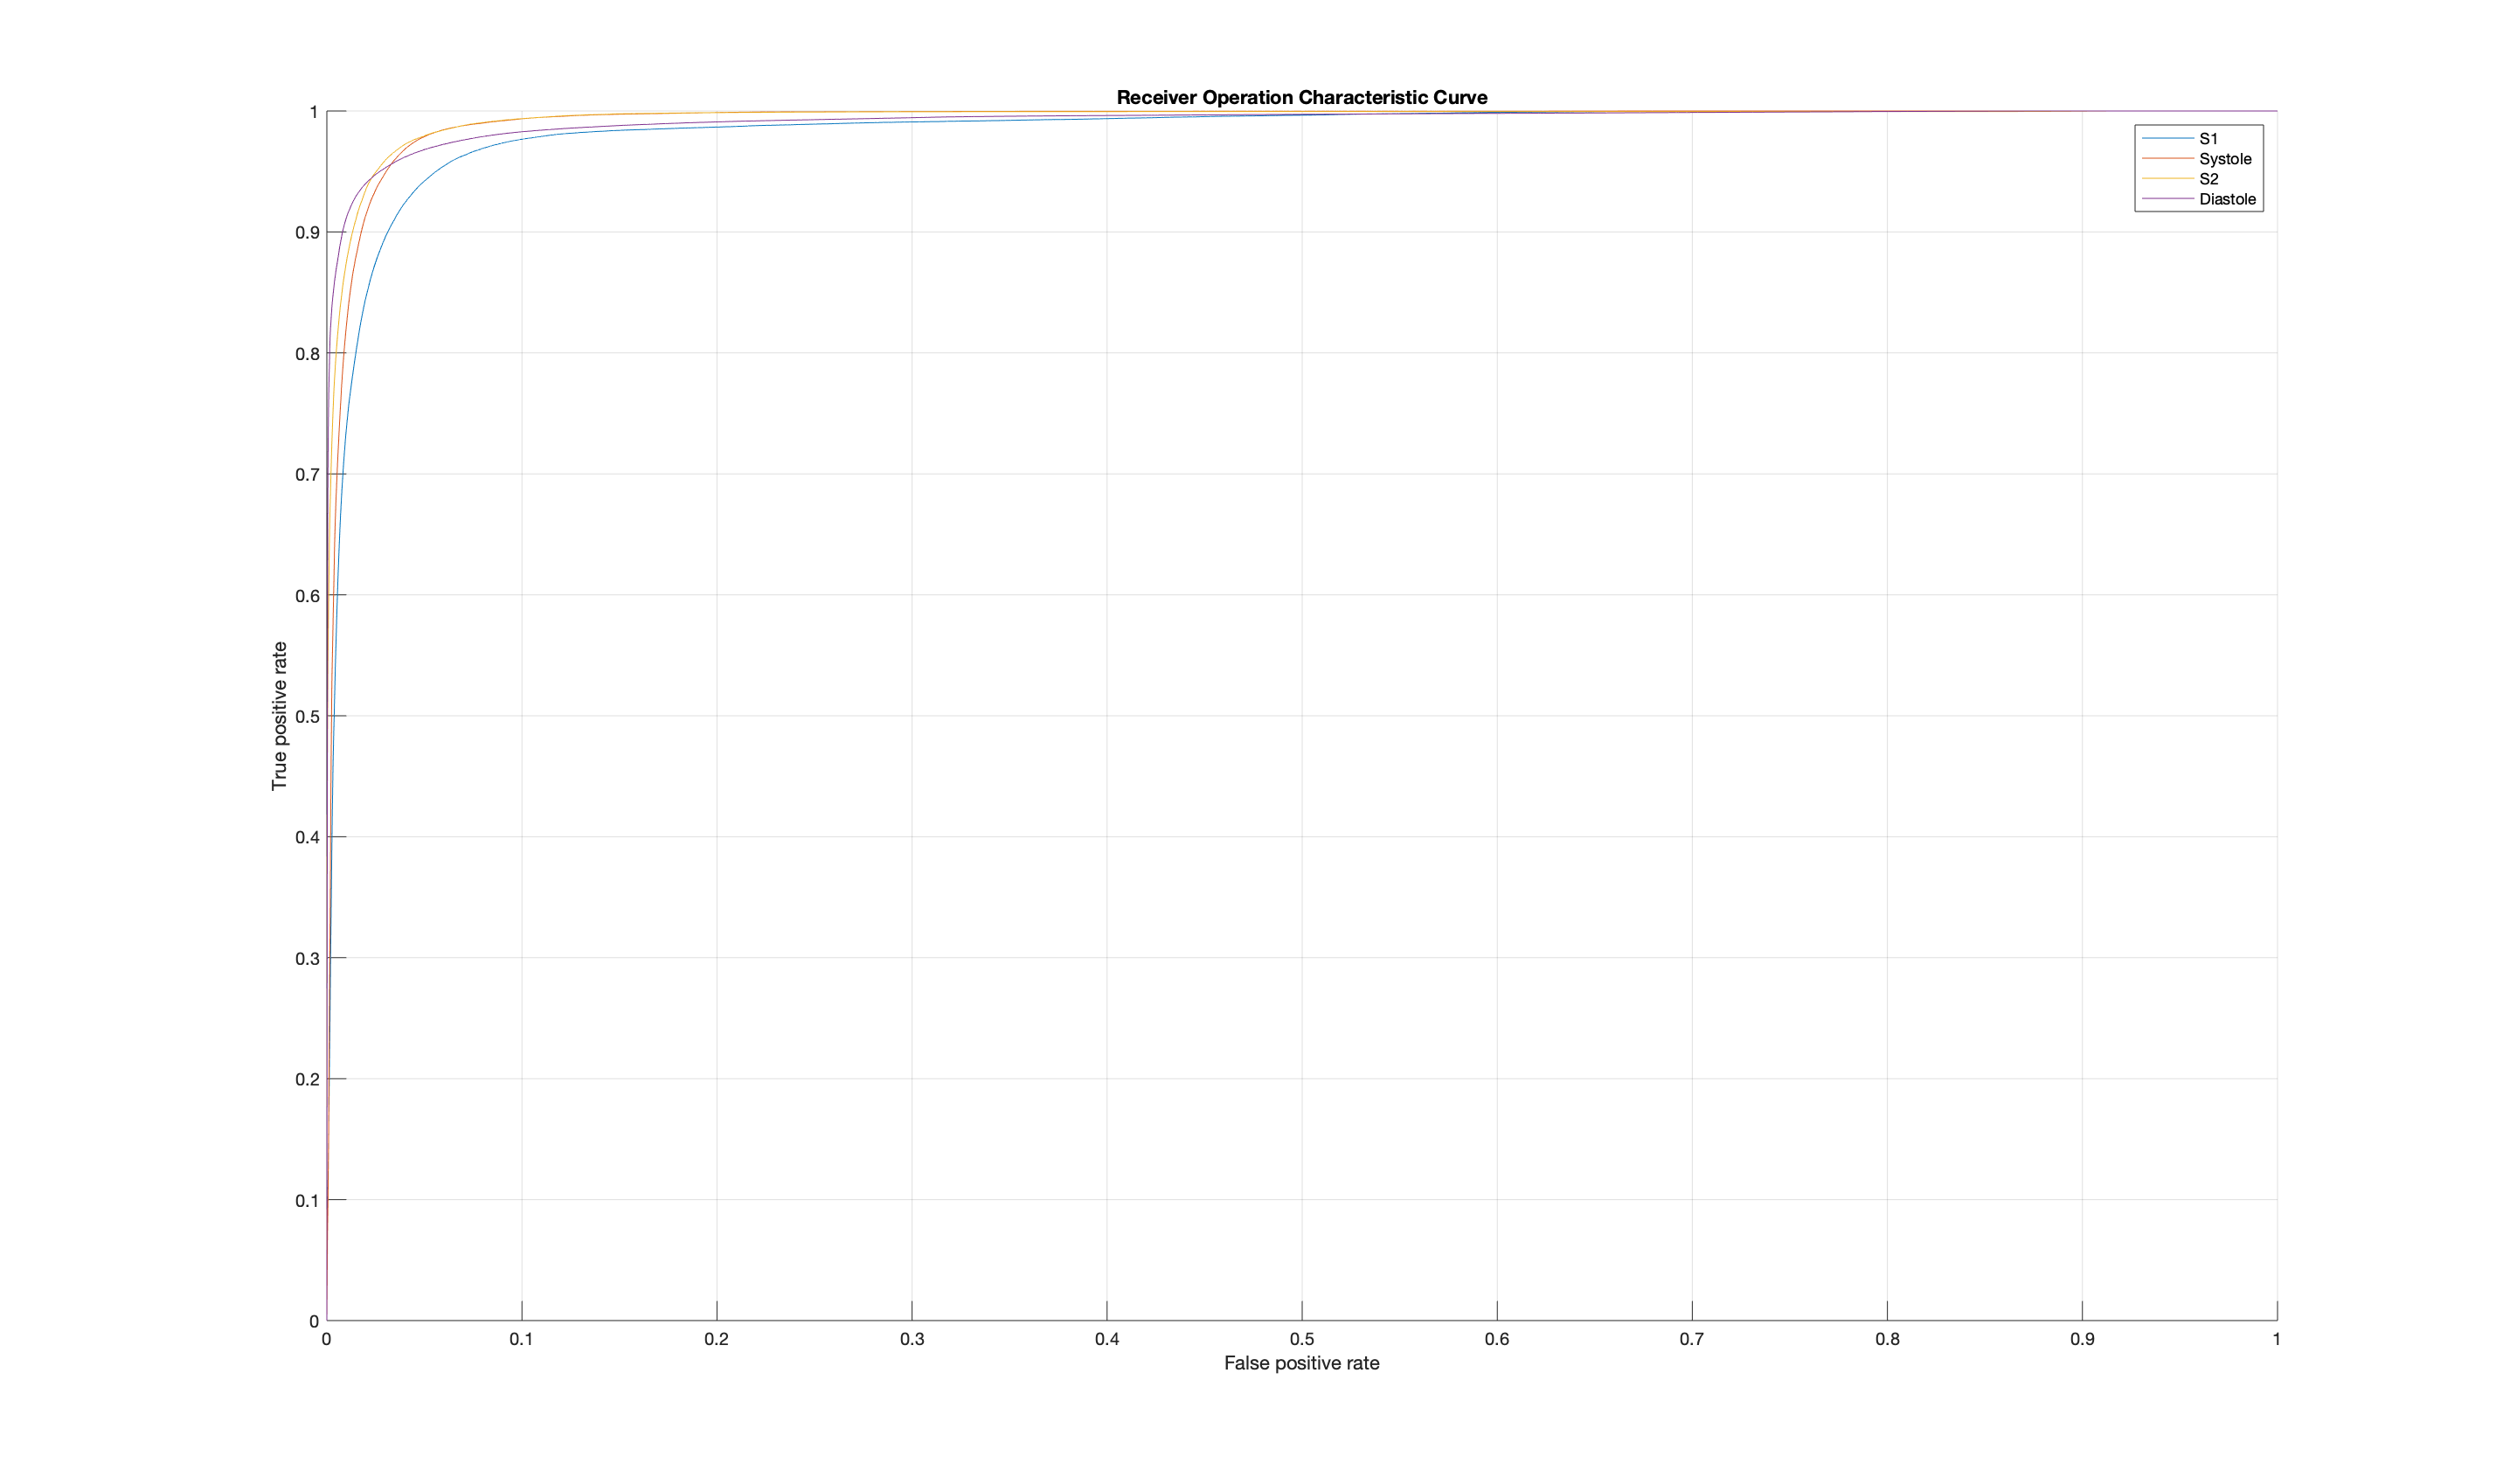 Receiver Operation Characteristic Curve
1
0.9
0.8
0.7
0.6
0.5
0.4
0.3
0.2
0.1
0
True positive rate
S1
Systole
S2
Diastole
0 0.1 0.2 0.3 0.4 0.5 0.6 0.7 0.8 0.9 1
False positive rate